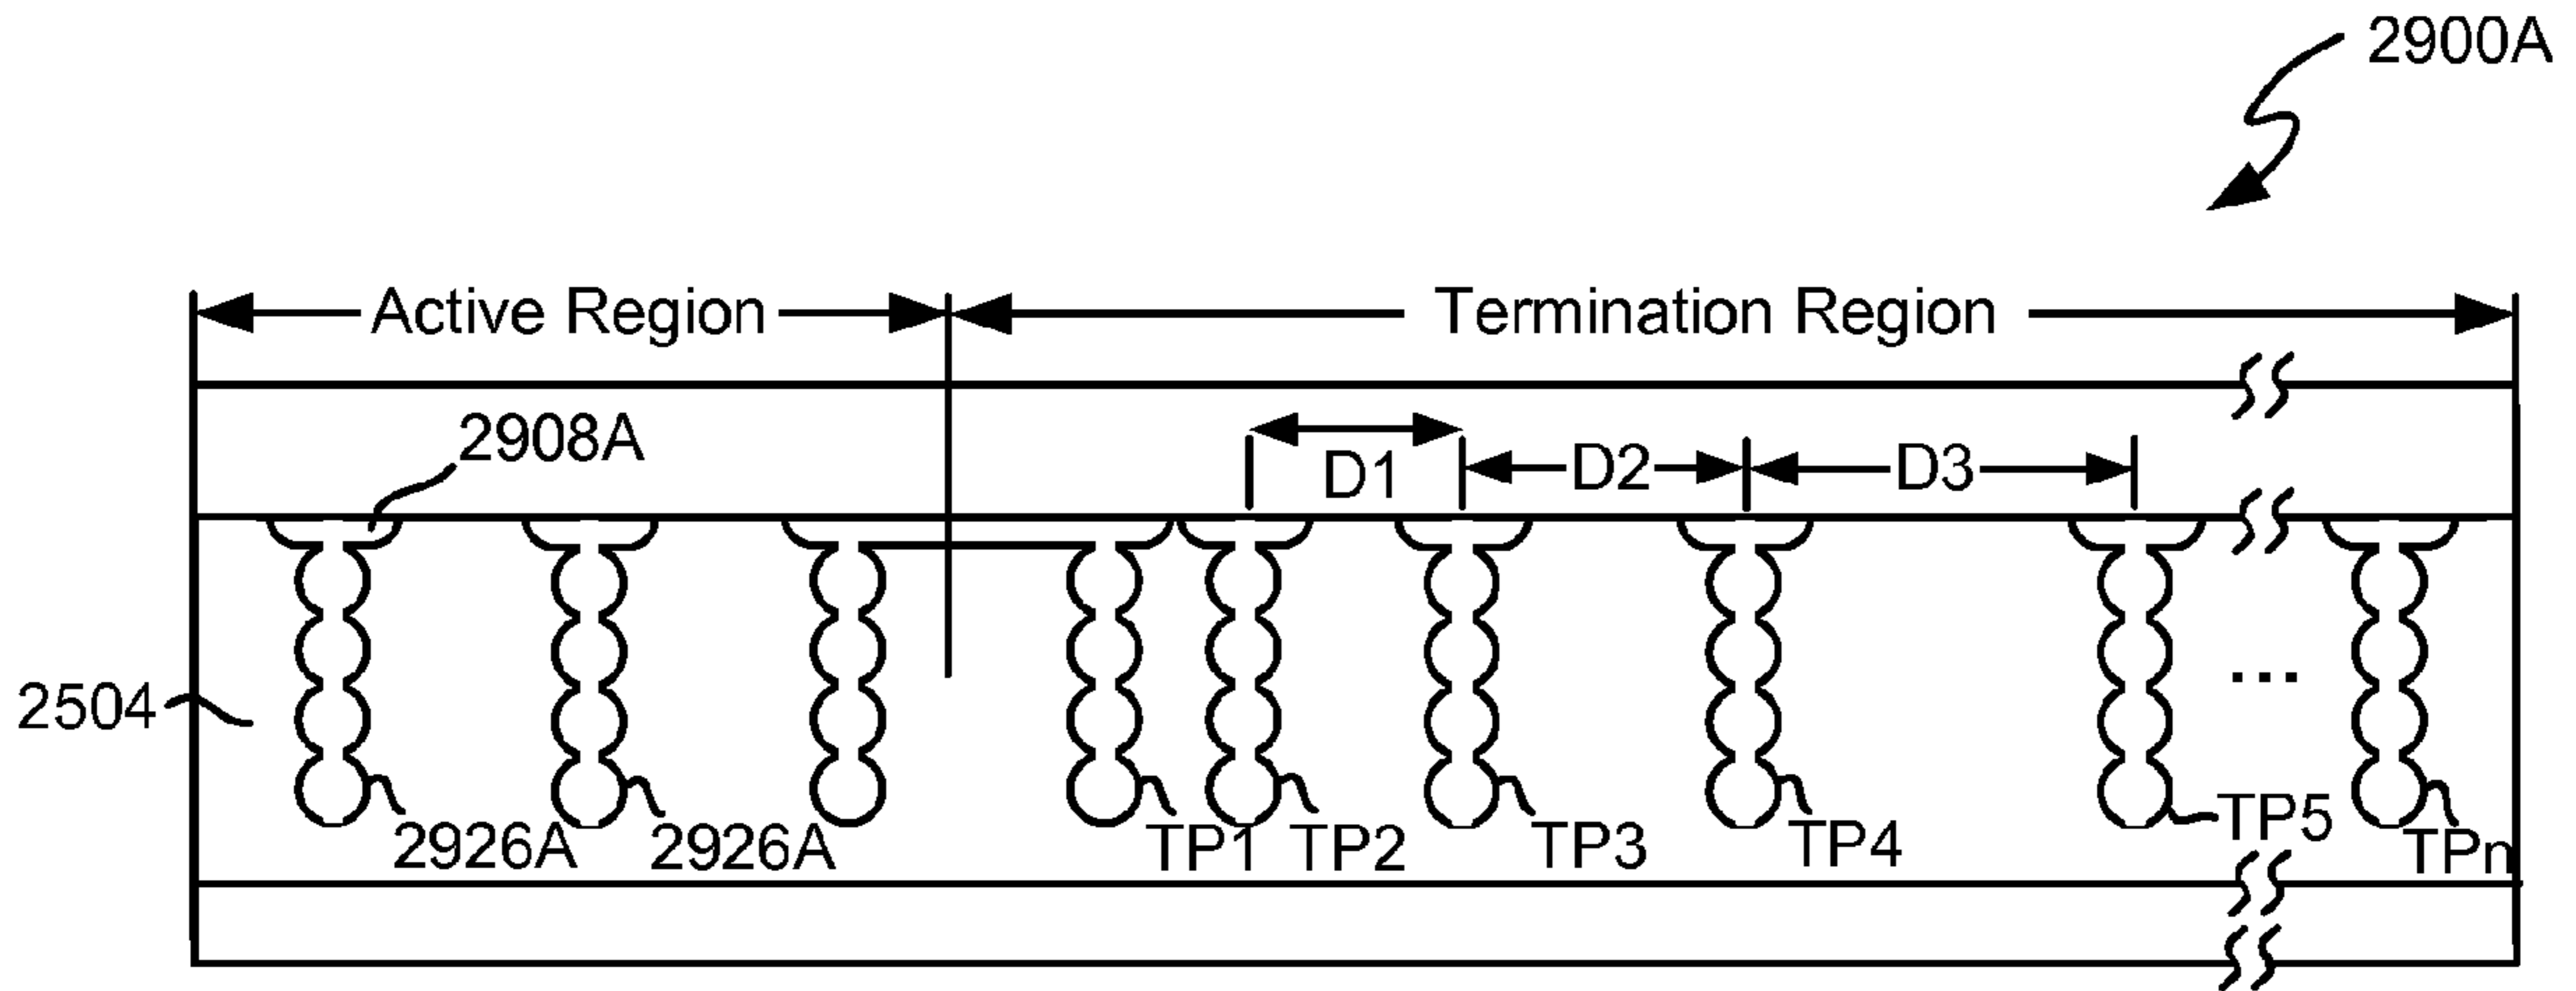 2900A
Active Region
Termination Region
2908A
D1
D2
D3
2504
2926A
2926A
TP1
TP2
TP3
TP4
TP5
...
TPn